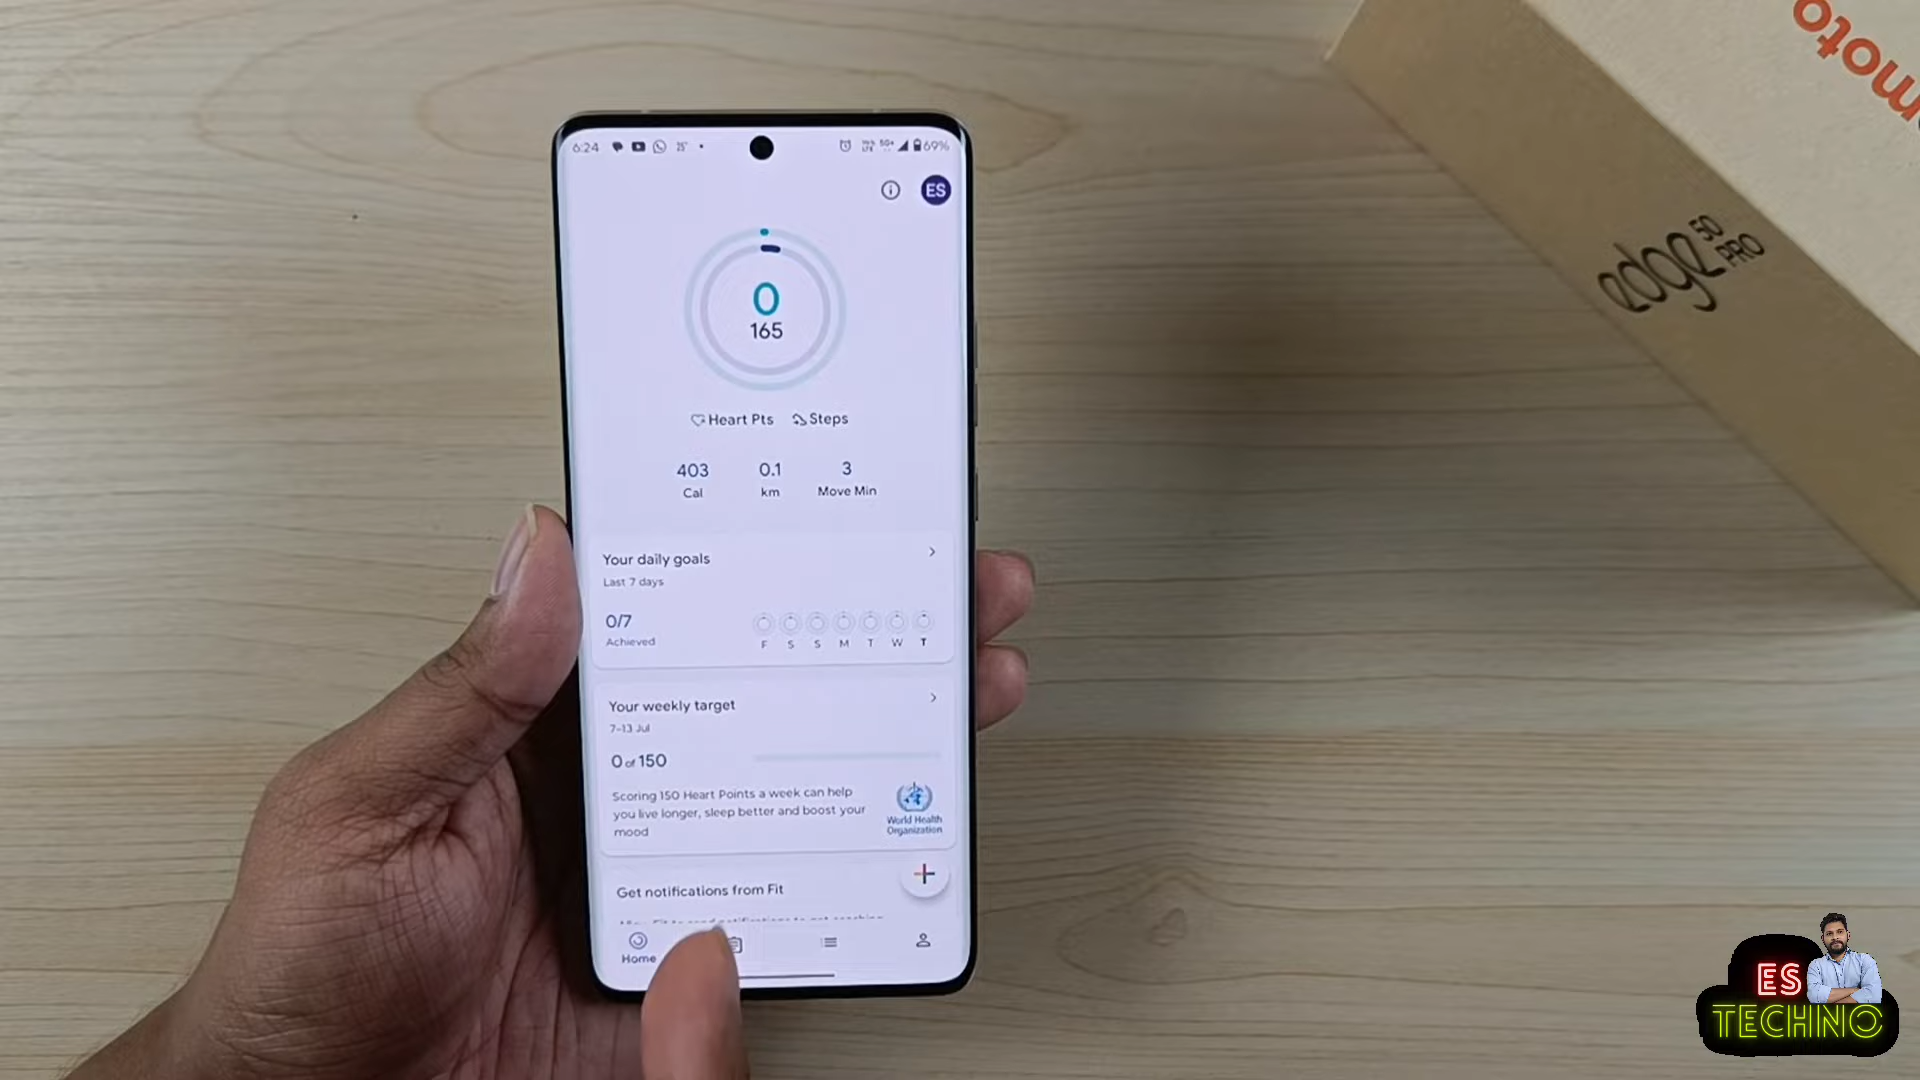 moto
edge 50 PRO
6:24
25°
5G+
69%
ES
0
165
Heart Pts
Steps
403
0.1
3
Cal
km
Move Min
Your daily goals
Last 7 days
0/7
Achieved
F S S M T W T
Your weekly target
7–13 Jul
0 of 150
Scoring 150 Heart Points a week can help
you live longer, sleep better and boost your
mood
World Health
Organization
Get notifications from Fit
Home
ES
TECHNO